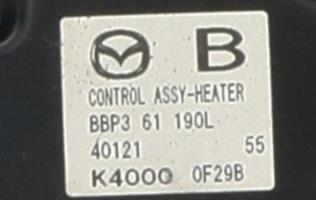 B
CONTROL ASSY-HEATER
BBP3 61 190L
40121 55
K4000 0F29B